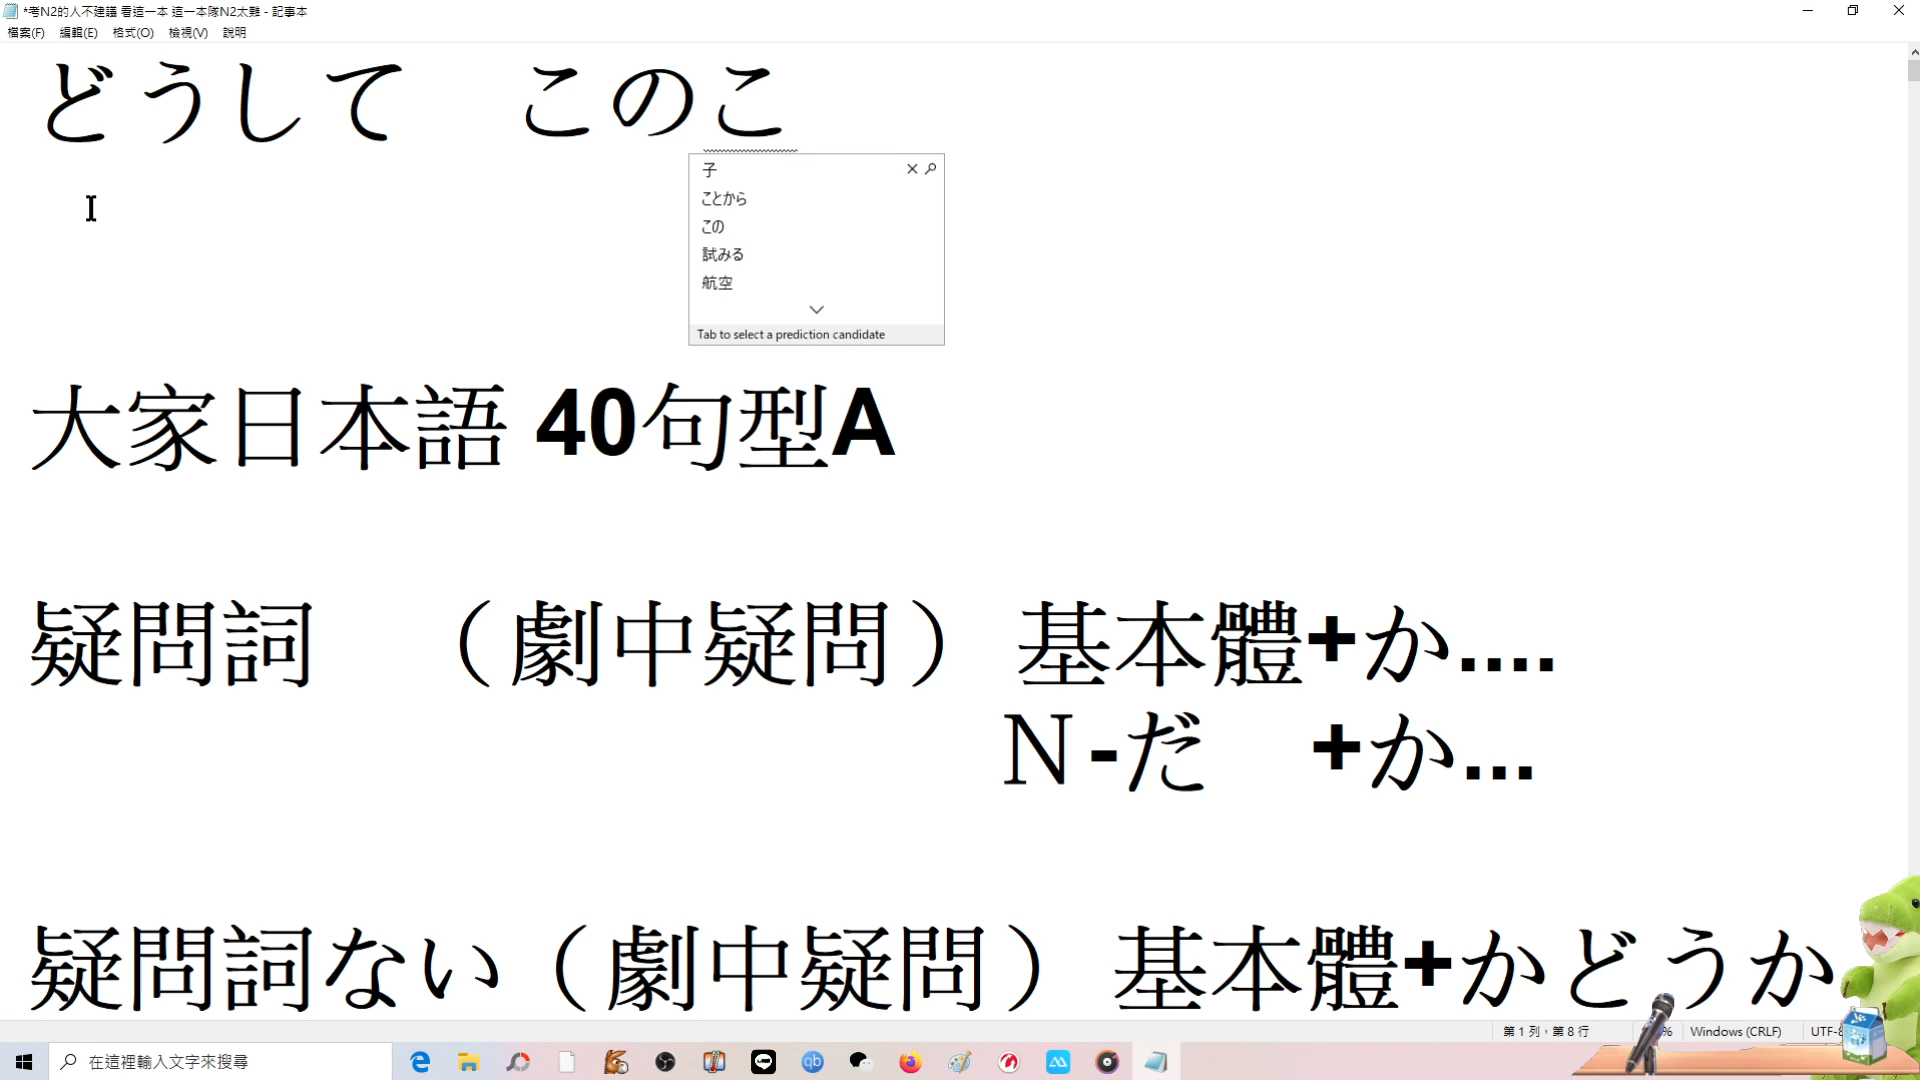 *考N2的人不建議 看這一本 這一本隊N2太難 - 記事本
檔案(F) 編輯(E) 格式(O) 檢視(V) 說明
どうして　このこ
子
ことから
この
試みる
航空
Tab to select a prediction candidate
大家日本語 40句型A
疑問詞　（劇中疑問） 基本體+か....
Ｎ-だ　+か...
疑問詞ない（劇中疑問） 基本體+かどうか
第 1 列，第 8 行 % Windows (CRLF) UTF-8
在這裡輸入文字來搜尋